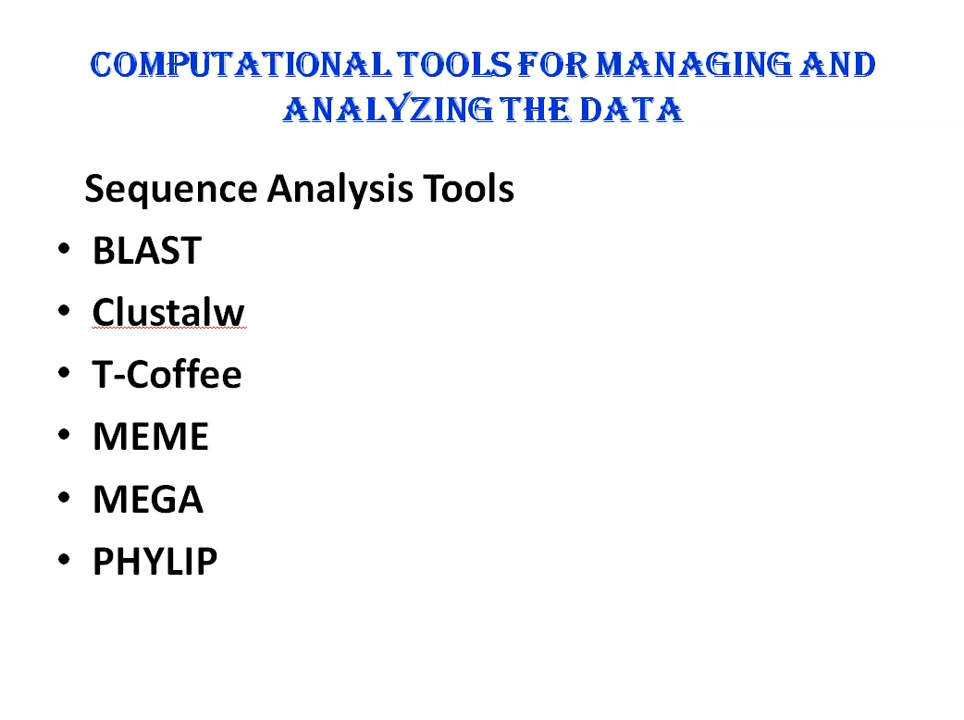 COMPUTATIONAL TOOLS FOR MANAGING AND
ANALYZING THE DATA
Sequence Analysis Tools
• BLAST
• Clustalw
• T-Coffee
• MEME
• MEGA
• PHYLIP